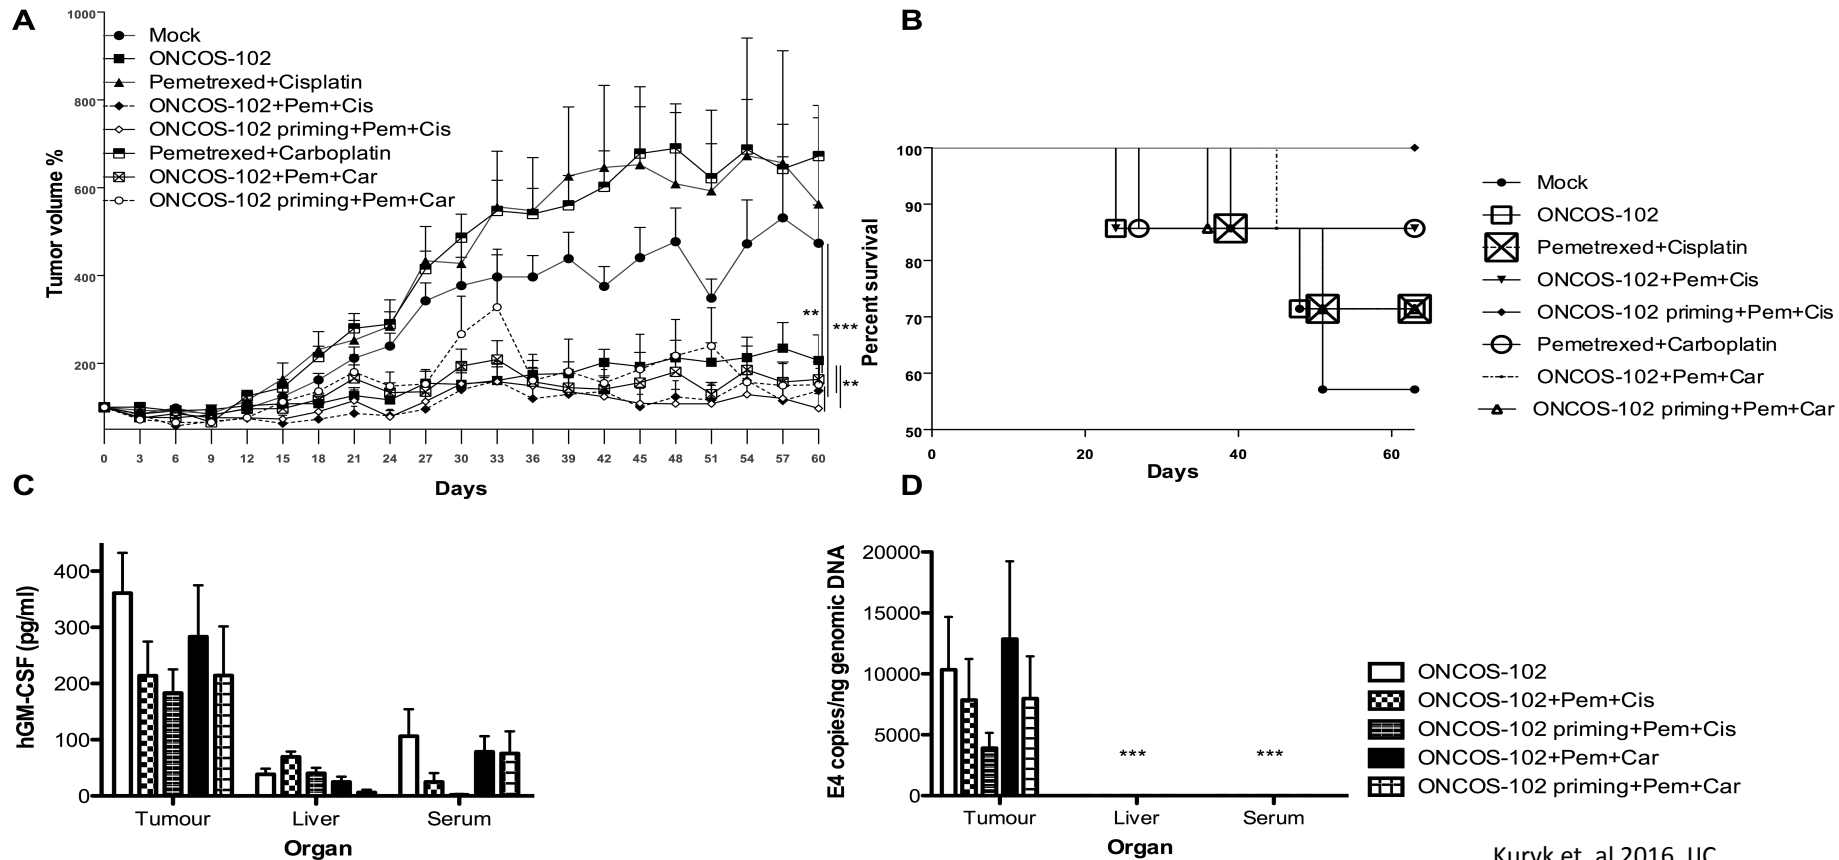 A
1000
800
600
400
200
Tumor volume %
Mock
ONCOS-102
Pemetrexed+Cisplatin
ONCOS-102+Pem+Cis
ONCOS-102 priming+Pem+Cis
Pemetrexed+Carboplatin
ONCOS-102+Pem+Car
ONCOS-102 priming+Pem+Car
**
***
**
0 3 6 9 12 15 18 21 24 27 30 33 36 39 42 45 48 51 54 57 60
Days
B
100
90
80
70
60
50
Percent survival
0 20 40 60
Days
Mock
ONCOS-102
Pemetrexed+Cisplatin
ONCOS-102+Pem+Cis
ONCOS-102 priming+Pem+Cis
Pemetrexed+Carboplatin
ONCOS-102+Pem+Car
ONCOS-102 priming+Pem+Car
C
hGM-CSF (pg/ml)
400
300
200
100
0
Tumour Liver Serum
Organ
D
E4 copies/ng genomic DNA
20000
15000
10000
5000
0
*** ***
Tumour Liver Serum
Organ
ONCOS-102
ONCOS-102+Pem+Cis
ONCOS-102 priming+Pem+Cis
ONCOS-102+Pem+Car
ONCOS-102 priming+Pem+Car
Kuryk et. al 2016, IJC